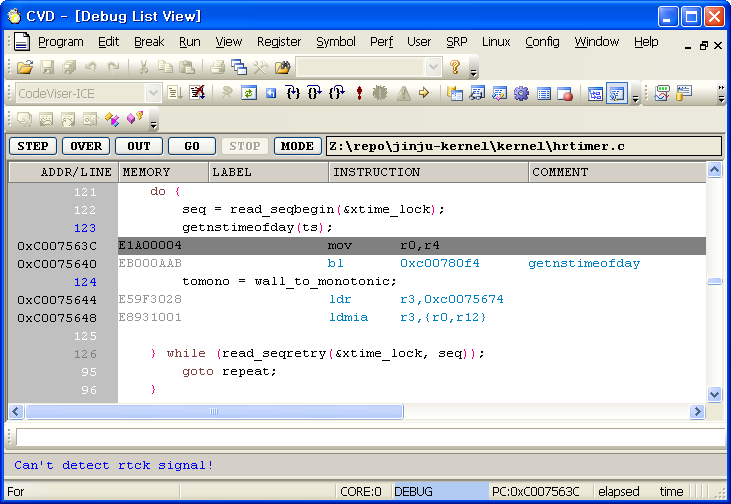 CVD - [Debug List View]
Program Edit Break Run View Register Symbol Perf User SRP Linux Config Window Help
CodeViser-ICE
STEP OVER OUT GO STOP MODE Z:\repo\jinju-kernel\kernel\hrtimer.c
ADDR/LINE MEMORY LABEL INSTRUCTION COMMENT
121 do {
122 seq = read_seqbegin(&xtime_lock);
123 getnstimeofday(ts);
0xC007563C E1A00004 mov r0,r4
0xC0075640 EB000AAB bl 0xc00780f4 getnstimeofday
124 tomono = wall_to_monotonic;
0xC0075644 E59F3028 ldr r3,0xc0075674
0xC0075648 E8931001 ldmia r3,{r0,r12}
125
126 } while (read_seqretry(&xtime_lock, seq));
95 goto repeat;
96 }
Can't detect rtck signal!
For CORE:0 DEBUG PC:0xC007563C elapsed time